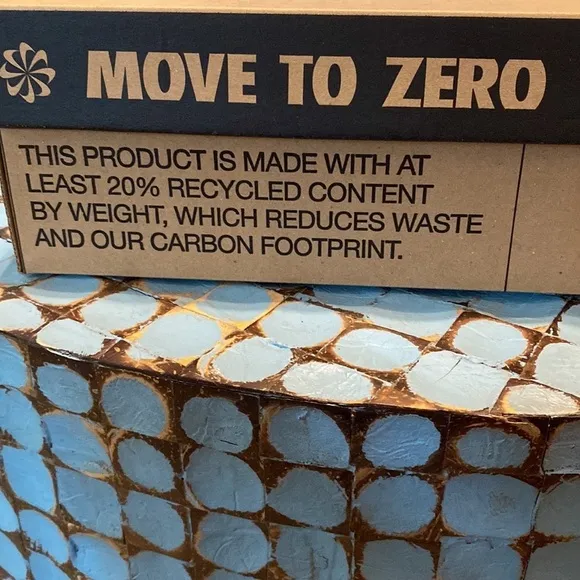 MOVE TO ZERO
THIS PRODUCT IS MADE WITH AT
LEAST 20% RECYCLED CONTENT
BY WEIGHT, WHICH REDUCES WASTE
AND OUR CARBON FOOTPRINT.